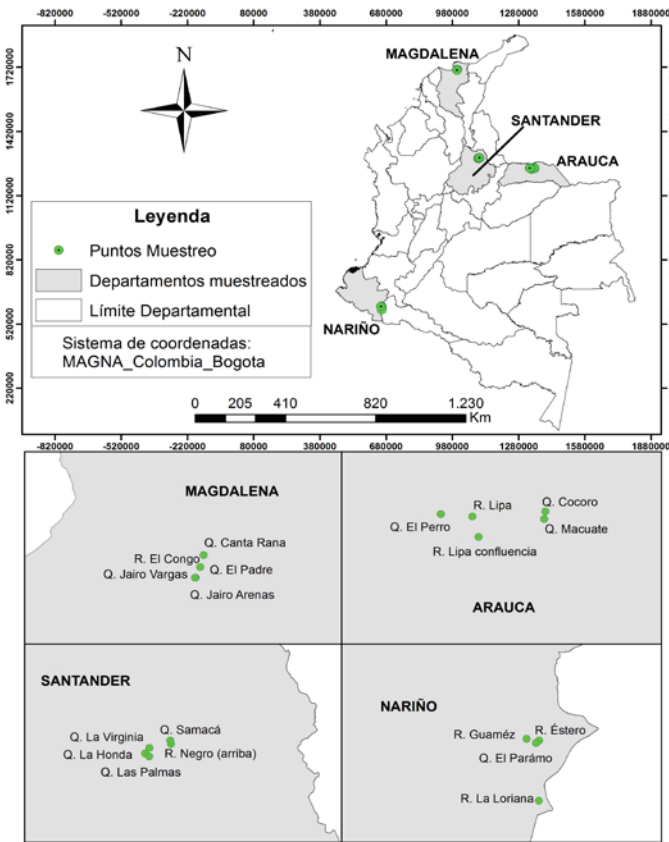 -820000 -520000 -220000 80000 380000 680000 980000 1280000 1580000 1880000
1720000
1420000
1120000
820000
520000
220000
N
MAGDALENA
SANTANDER
ARAUCA
NARIÑO
Leyenda
Puntos Muestreo
Departamentos muestreados
Límite Departamental
Sistema de coordenadas:
MAGNA_Colombia_Bogota
0 205 410 820 1.230
Km
-820000 -520000 -220000 80000 380000 680000 980000 1280000 1580000 1880000
MAGDALENA
Q. Canta Rana
R. El Congo
Q. El Padre
Q. Jairo Vargas
Q. Jairo Arenas
R. Lipa
Q. Cocoro
Q. El Perro
Q. Macuate
R. Lipa confluencia
ARAUCA
SANTANDER
Q. Samacá
Q. La Virginia
Q. La Honda
R. Negro (arriba)
Q. Las Palmas
NARIÑO
R. Guaméz
R. Éstero
Q. El Parámo
R. La Loriana